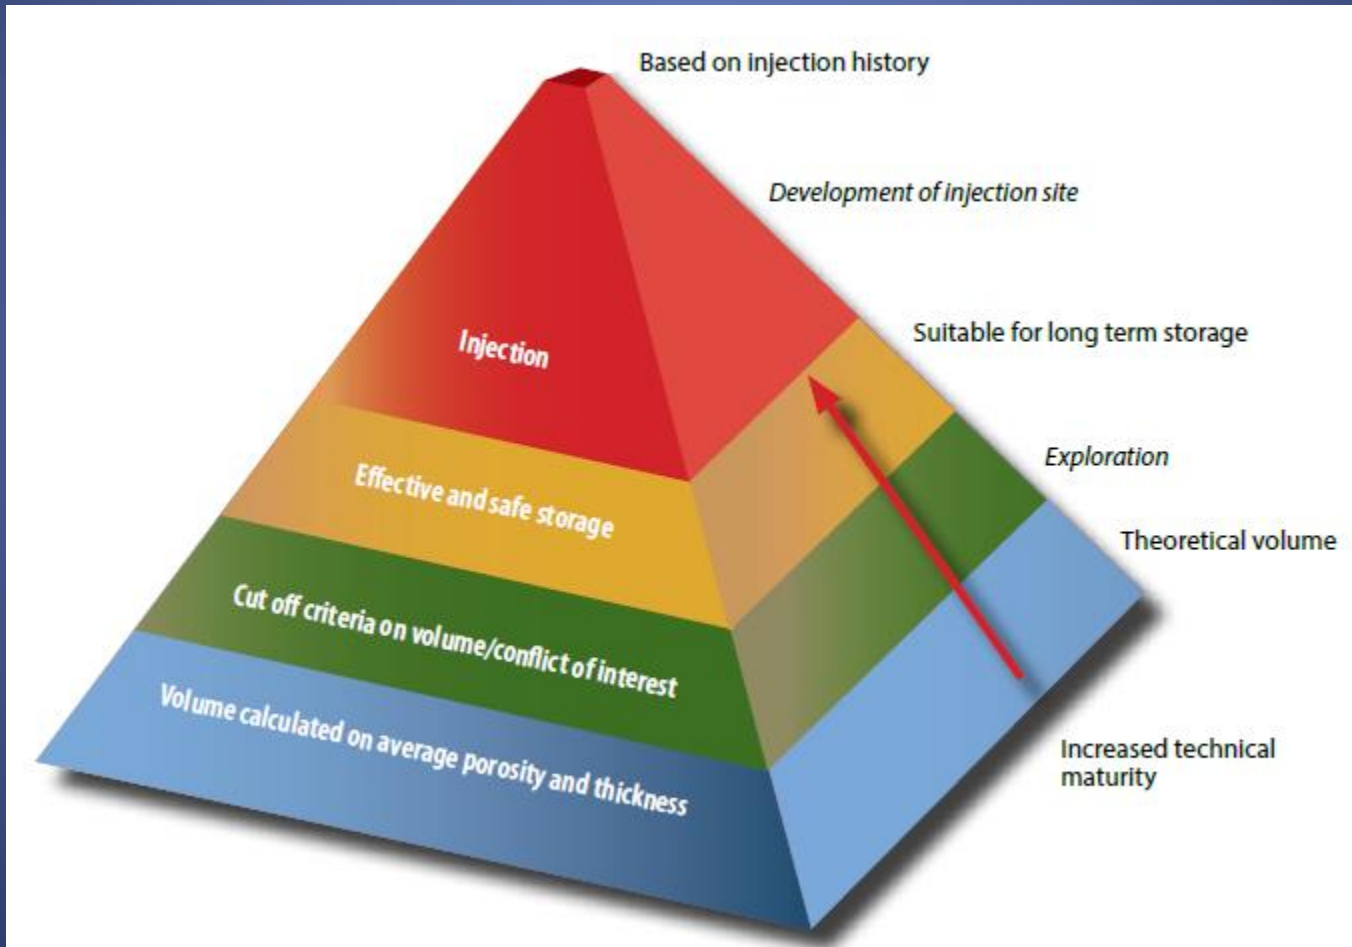 Based on injection history
Development of injection site
Suitable for long term storage
Injection
Exploration
Effective and safe storage
Theoretical volume
Cut off criteria on volume/conflict of interest
Volume calculated on average porosity and thickness
Increased technical
maturity